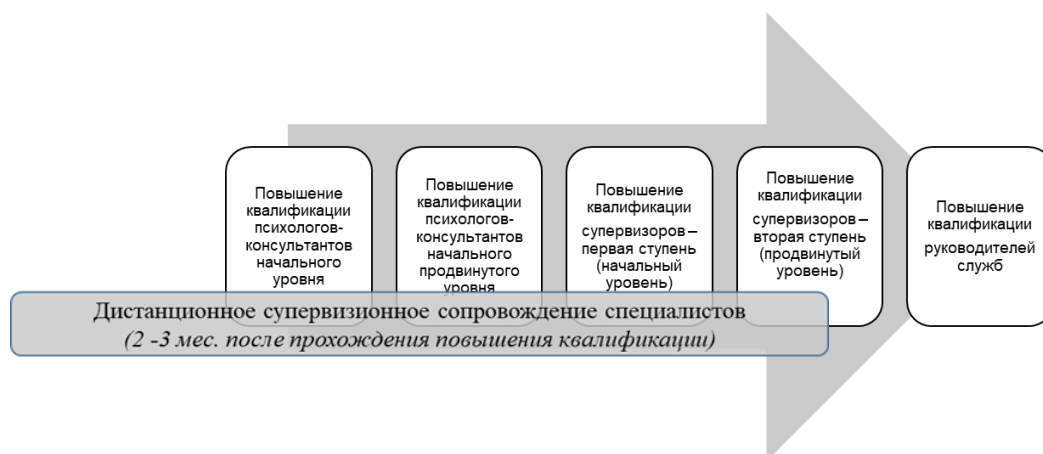 Повышение
квалификации
психологов-
консультантов
начального
уровня
Повышение
квалификации
психологов-
консультантов
начального
продвинутого
уровня
Повышение
квалификации
супервизоров –
первая ступень
(начальный
уровень)
Повышение
квалификации
супервизоров –
вторая ступень
(продвинутый
уровень)
Повышение
квалификации
руководителей
служб
Дистанционное супервизионное сопровождение специалистов
(2 -3 мес. после прохождения повышения квалификации)